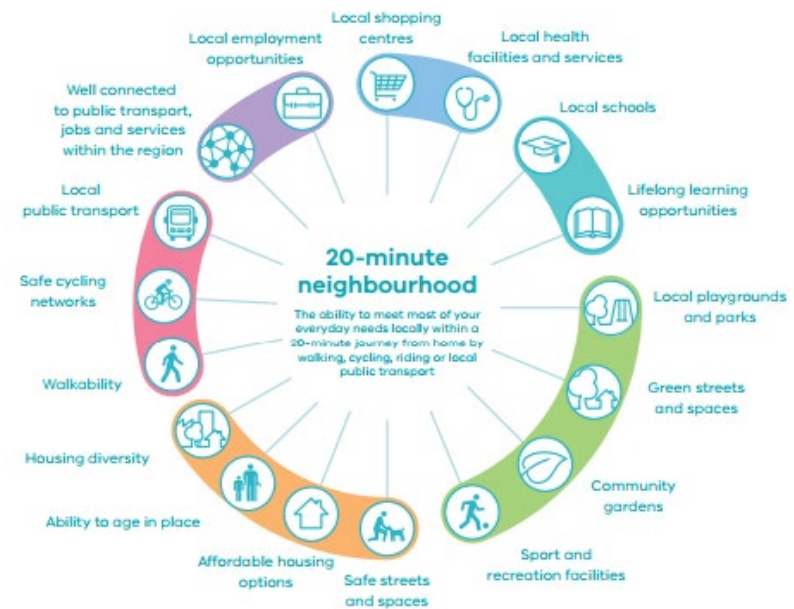 Local shopping
centres
Local health
facilities and services
Local schools
Lifelong learning
opportunities
Local playgrounds
and parks
Green streets
and spaces
Community
gardens
Sport and
recreation facilities
Safe streets
and spaces
Affordable housing
options
Ability to age in place
Housing diversity
Walkability
Safe cycling
networks
Local
public transport
Well connected
to public transport,
jobs and services
within the region
Local employment
opportunities
20-minute
neighbourhood
The ability to meet most of your
everyday needs locally within a
20-minute journey from home by
walking, cycling, riding or local
public transport